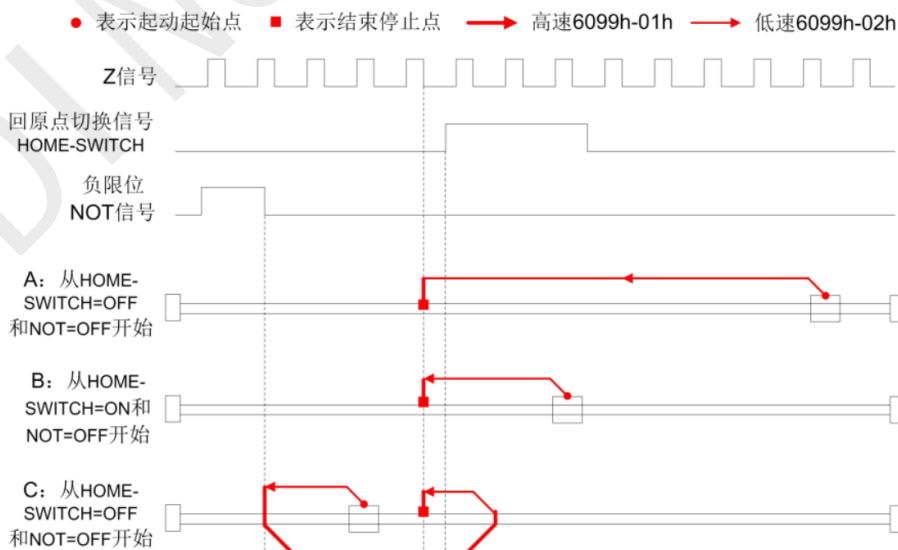 表示起动起始点 表示结束停止点 高速6099h-01h 低速6099h-02h
Z信号
回原点切换信号
HOME-SWITCH
负限位
NOT信号
A：从HOME-
SWITCH=OFF
和NOT=OFF开始
B：从HOME-
SWITCH=ON和
NOT=OFF开始
C：从HOME-
SWITCH=OFF
和NOT=OFF开始